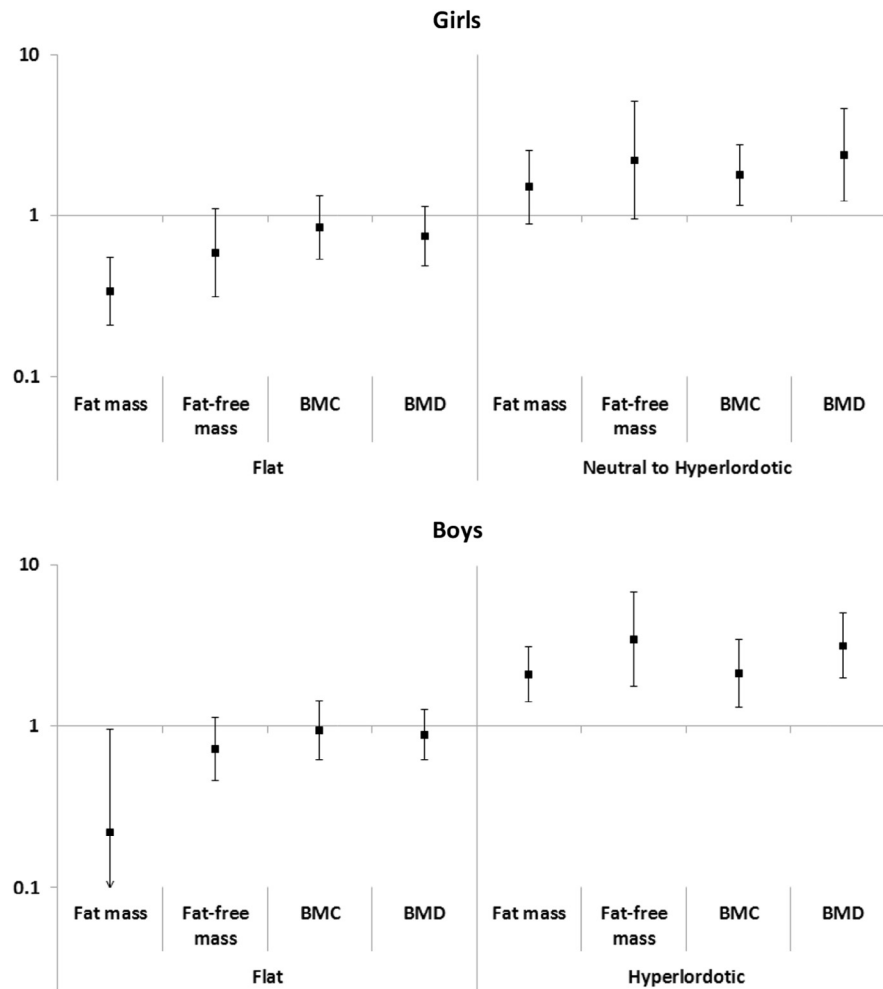 Girls
10
1
0.1
Fat mass
Fat-free
mass
BMC
BMD
Fat mass
Fat-free
mass
BMC
BMD
Flat
Neutral to Hyperlordotic
Boys
10
1
0.1
Fat mass
Fat-free
mass
BMC
BMD
Fat mass
Fat-free
mass
BMC
BMD
Flat
Hyperlordotic